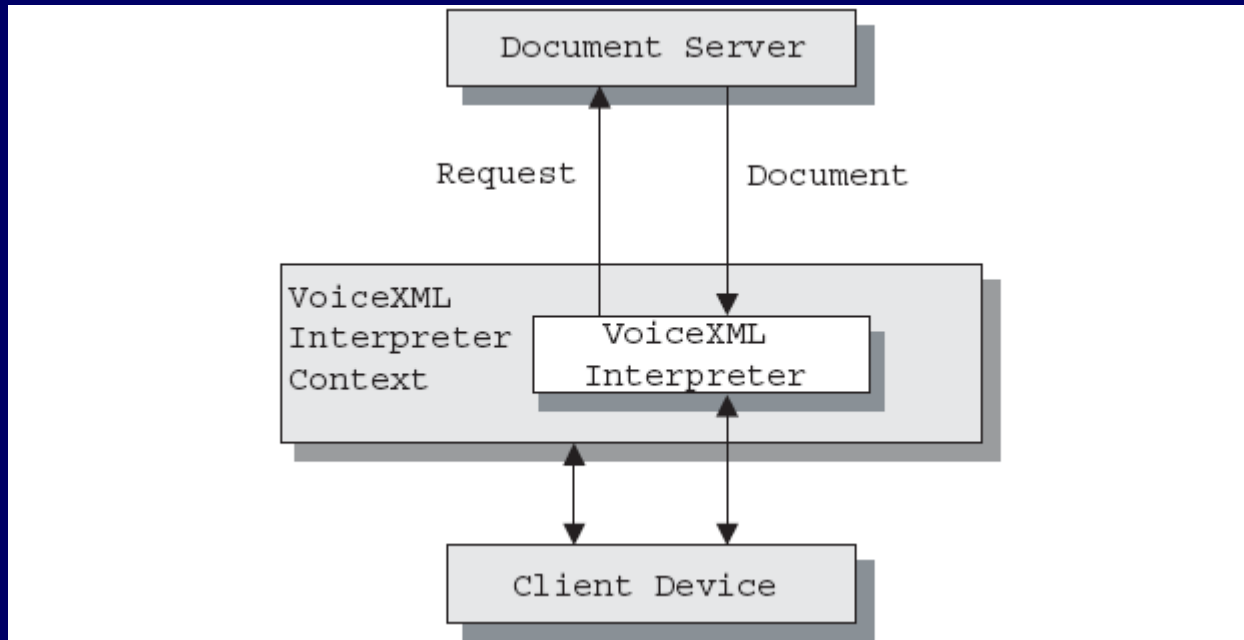 Document Server
Request
Document
VoiceXML
Interpreter
Context
VoiceXML
Interpreter
Client Device